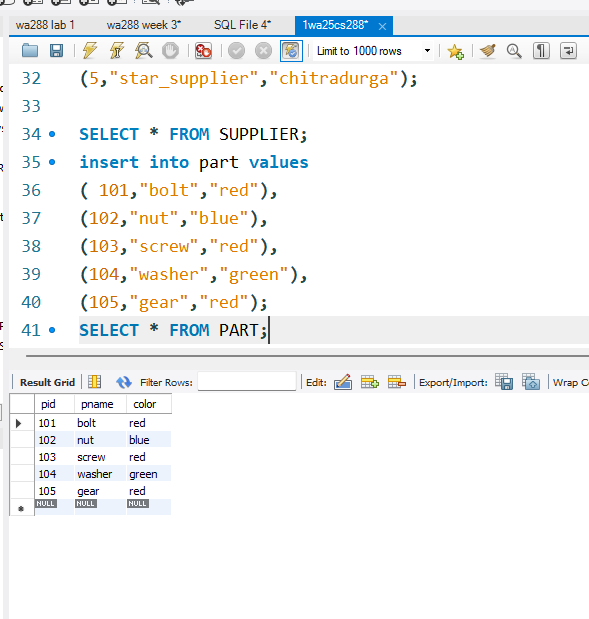 wa288 lab 1 wa288 week 3* SQL File 4* 1wa25cs288*
Limit to 1000 rows
32 (5,"star_supplier","chitradurga");
33
34 SELECT * FROM SUPPLIER;
35 insert into part values
36 ( 101,"bolt","red"),
37 (102,"nut","blue"),
38 (103,"screw","red"),
39 (104,"washer","green"),
40 (105,"gear","red");
41 SELECT * FROM PART;
Result Grid Filter Rows: Edit: Export/Import: Wrap
pid pname color
101 bolt red
102 nut blue
103 screw red
104 washer green
105 gear red
NULL NULL NULL